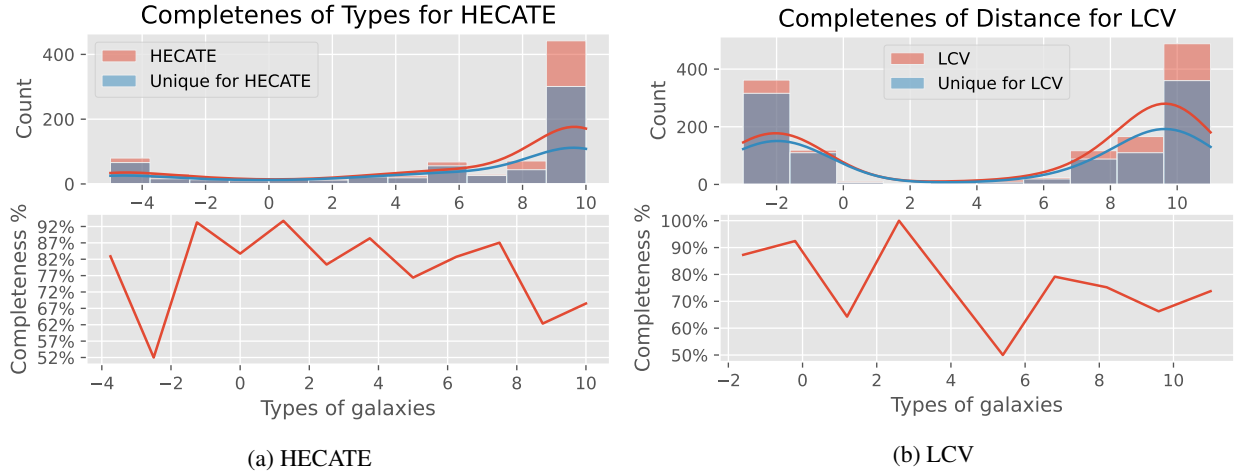 Completenes of Types for HECATE
HECATE
Unique for HECATE
Count
400
200
0
−4 −2 0 2 4 6 8 10
Completeness %
92%
87%
82%
77%
72%
67%
62%
57%
52%
−4 −2 0 2 4 6 8 10
Types of galaxies
(a) HECATE
Completenes of Distance for LCV
LCV
Unique for LCV
Count
400
200
0
−2 0 2 4 6 8 10
Completeness %
100%
90%
80%
70%
60%
50%
−2 0 2 4 6 8 10
Types of galaxies
(b) LCV